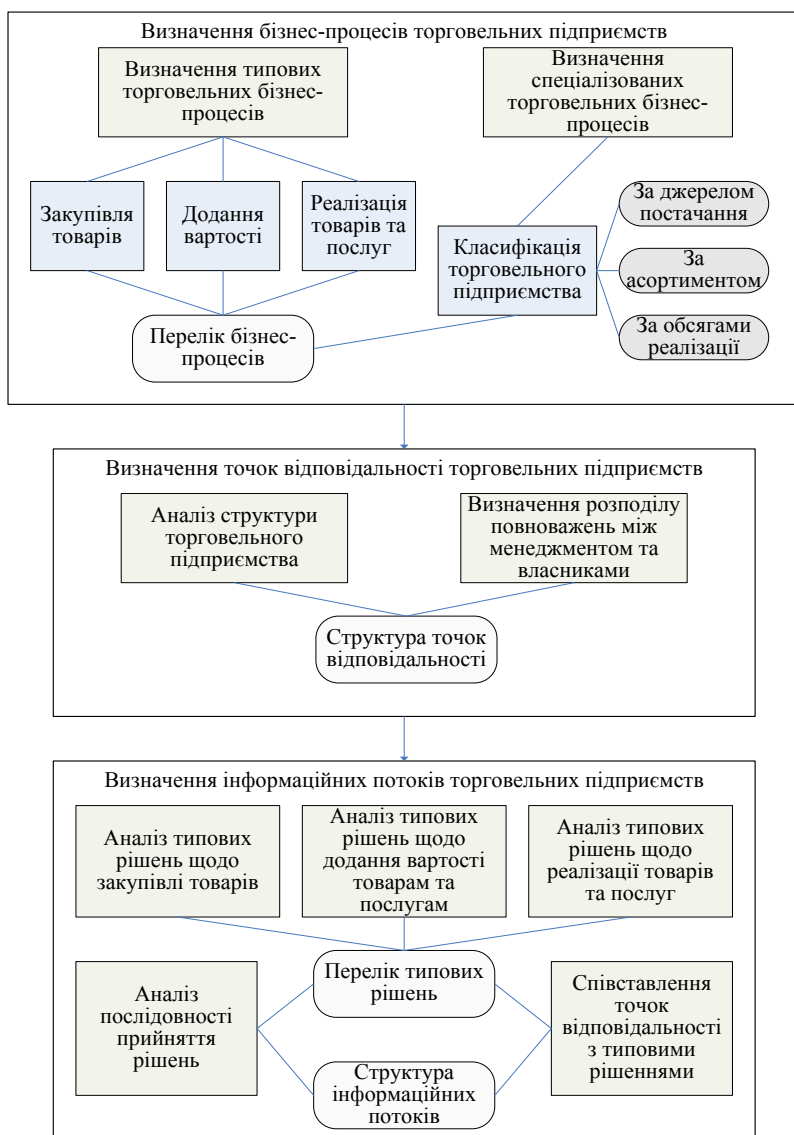 Визначення бізнес-процесів торговельних підприємств
Визначення типових
торговельних бізнес-
процесів
Визначення
спеціалізованих
торговельних бізнес-
процесів
Закупівля
товарів
Додання
вартості
Реалізація
товарів та
послуг
Класифікація
торговельного
підприємства
За джерелом
постачання
За
асортиментом
За обсягами
реалізації
Перелік бізнес-
процесів
Визначення точок відповідальності торговельних підприємств
Аналіз структури
торговельного
підприємства
Визначення розподілу
повноважень між
менеджментом та
власниками
Структура точок
відповідальності
Визначення інформаційних потоків торговельних підприємств
Аналіз типових
рішень щодо
закупівлі товарів
Аналіз типових
рішень щодо
додання вартості
товарам та
послугам
Аналіз типових
рішень щодо
реалізації товарів
та послуг
Перелік типових
рішень
Аналіз
послідовності
прийняття
рішень
Співставлення
точок
відповідальності
з типовими
рішеннями
Структура
інформаційних
потоків